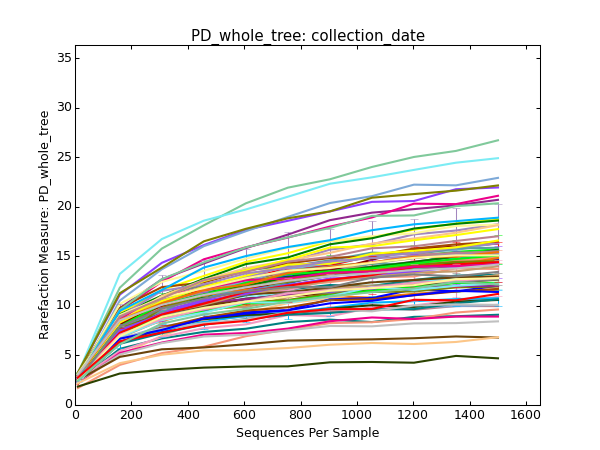 PD_whole_tree: collection_date
Rarefaction Measure: PD_whole_tree
35
30
25
20
15
10
5
0
0 200 400 600 800 1000 1200 1400 1600
Sequences Per Sample